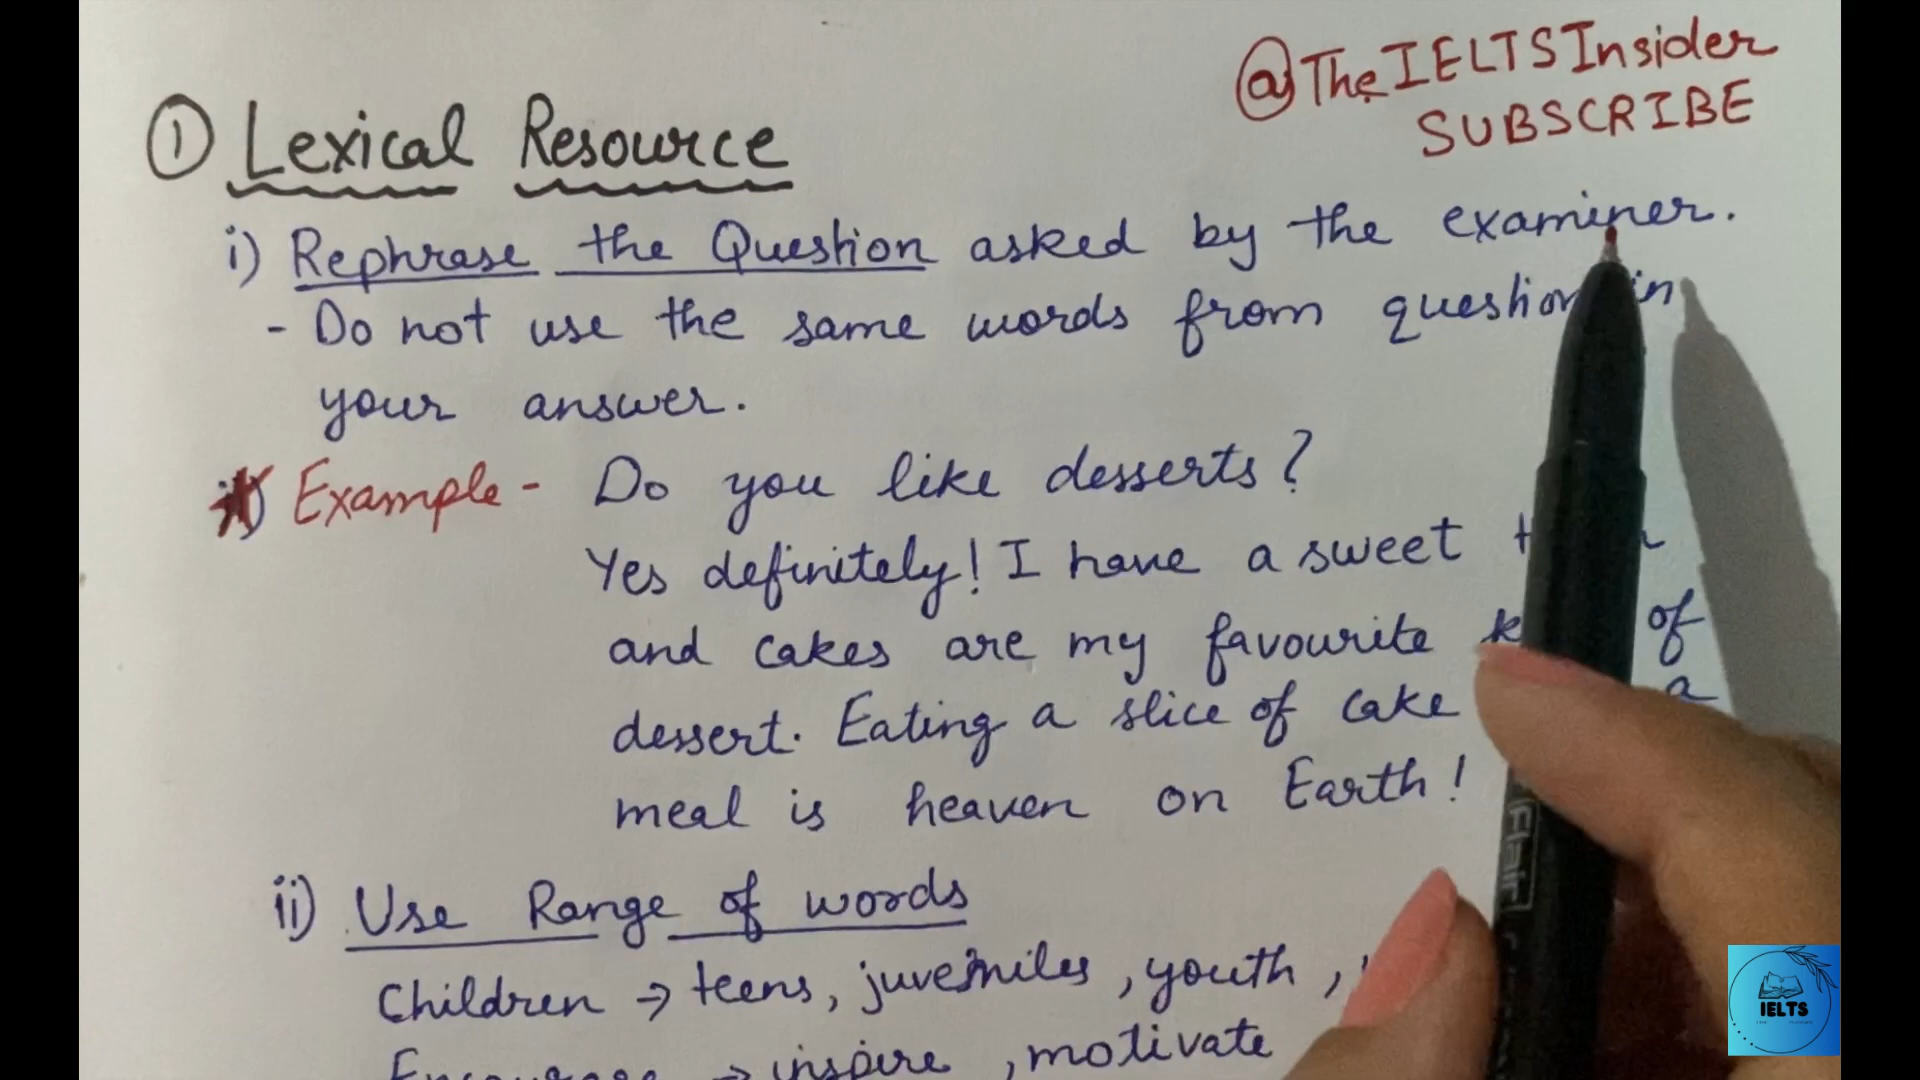 @TheIELTSInsider
SUBSCRIBE
① Lexical Resource
i) Rephrase the Question asked by the examiner.
- Do not use the same words from question in
your answer.
Example - Do you like desserts?
Yes definitely! I have a sweet
and cakes are my favourite of
dessert. Eating a slice of cake a
meal is heaven on Earth!
ii) Use Range of words
Children → teens, juveniles, youth,
→ inspire, motivate
Flair
IELTS